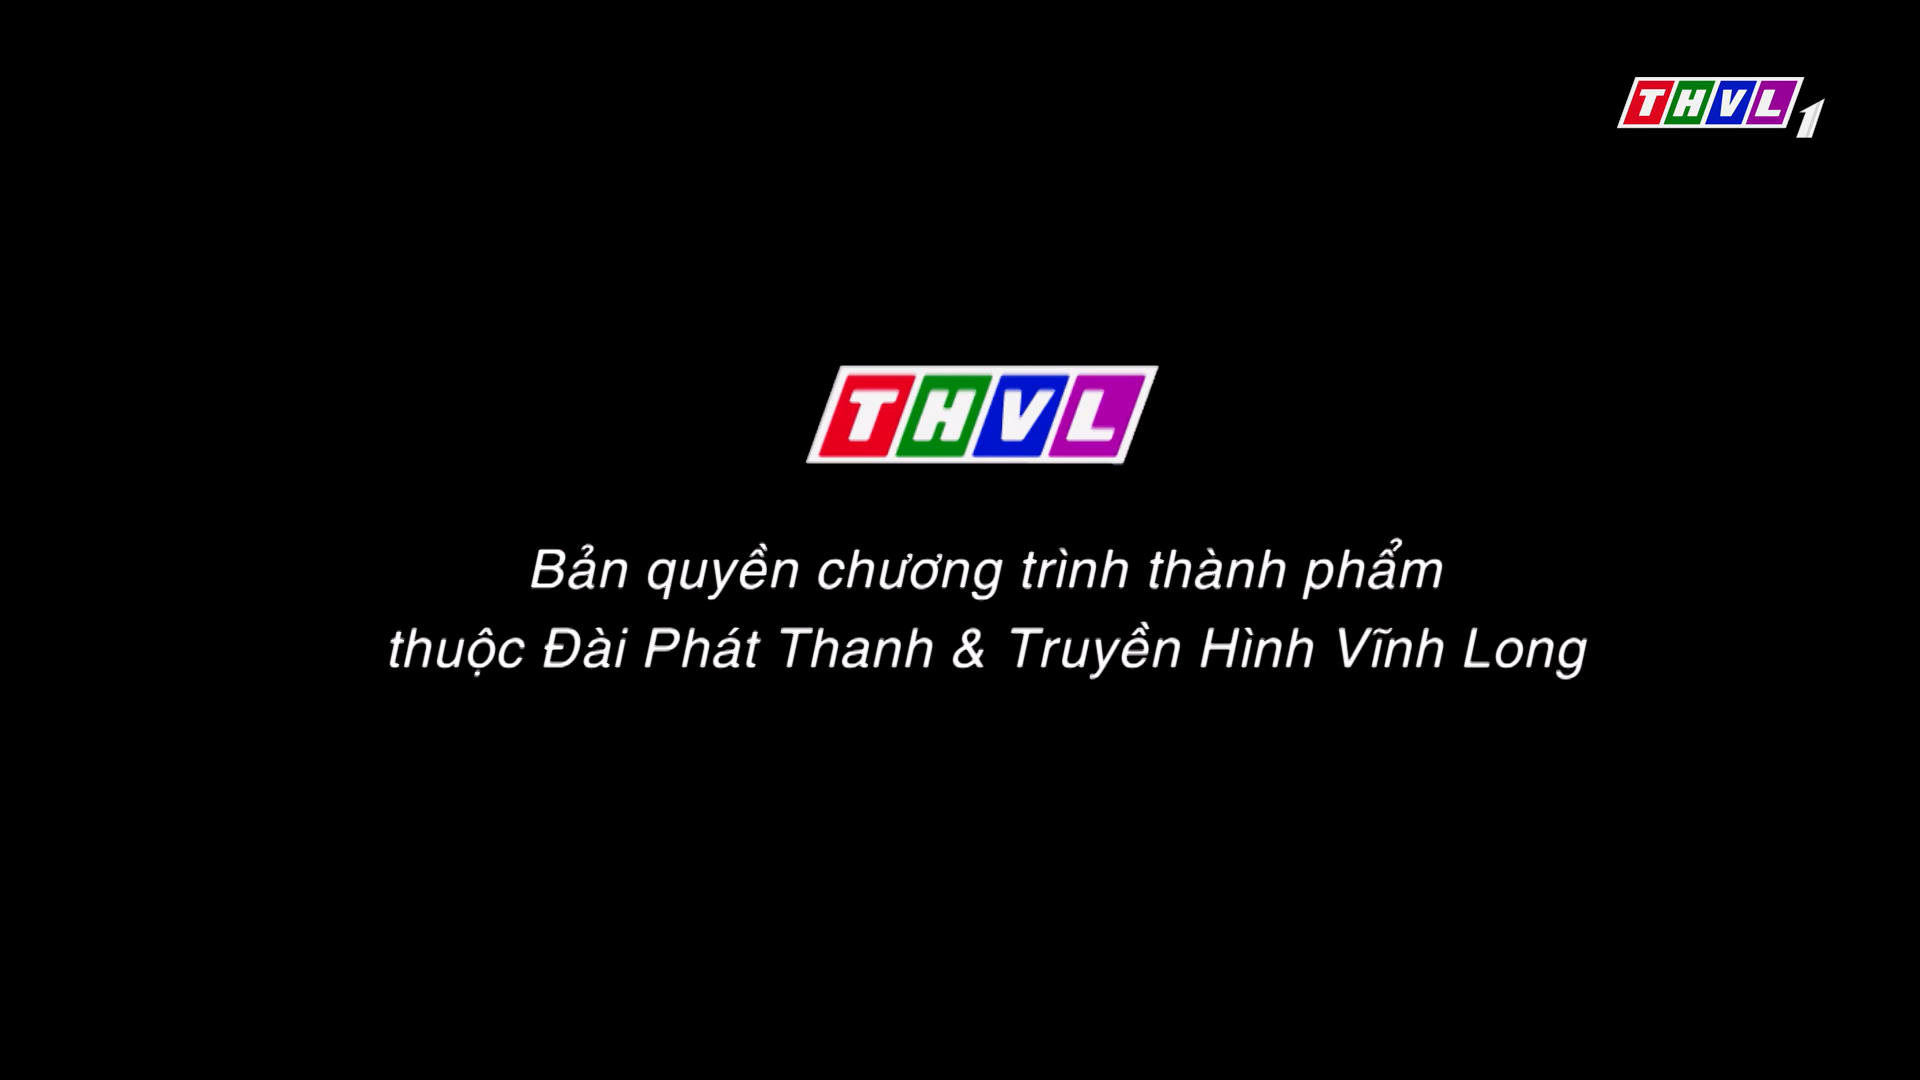 THVL1
THVL
Bản quyền chương trình thành phẩm
thuộc Đài Phát Thanh & Truyền Hình Vĩnh Long